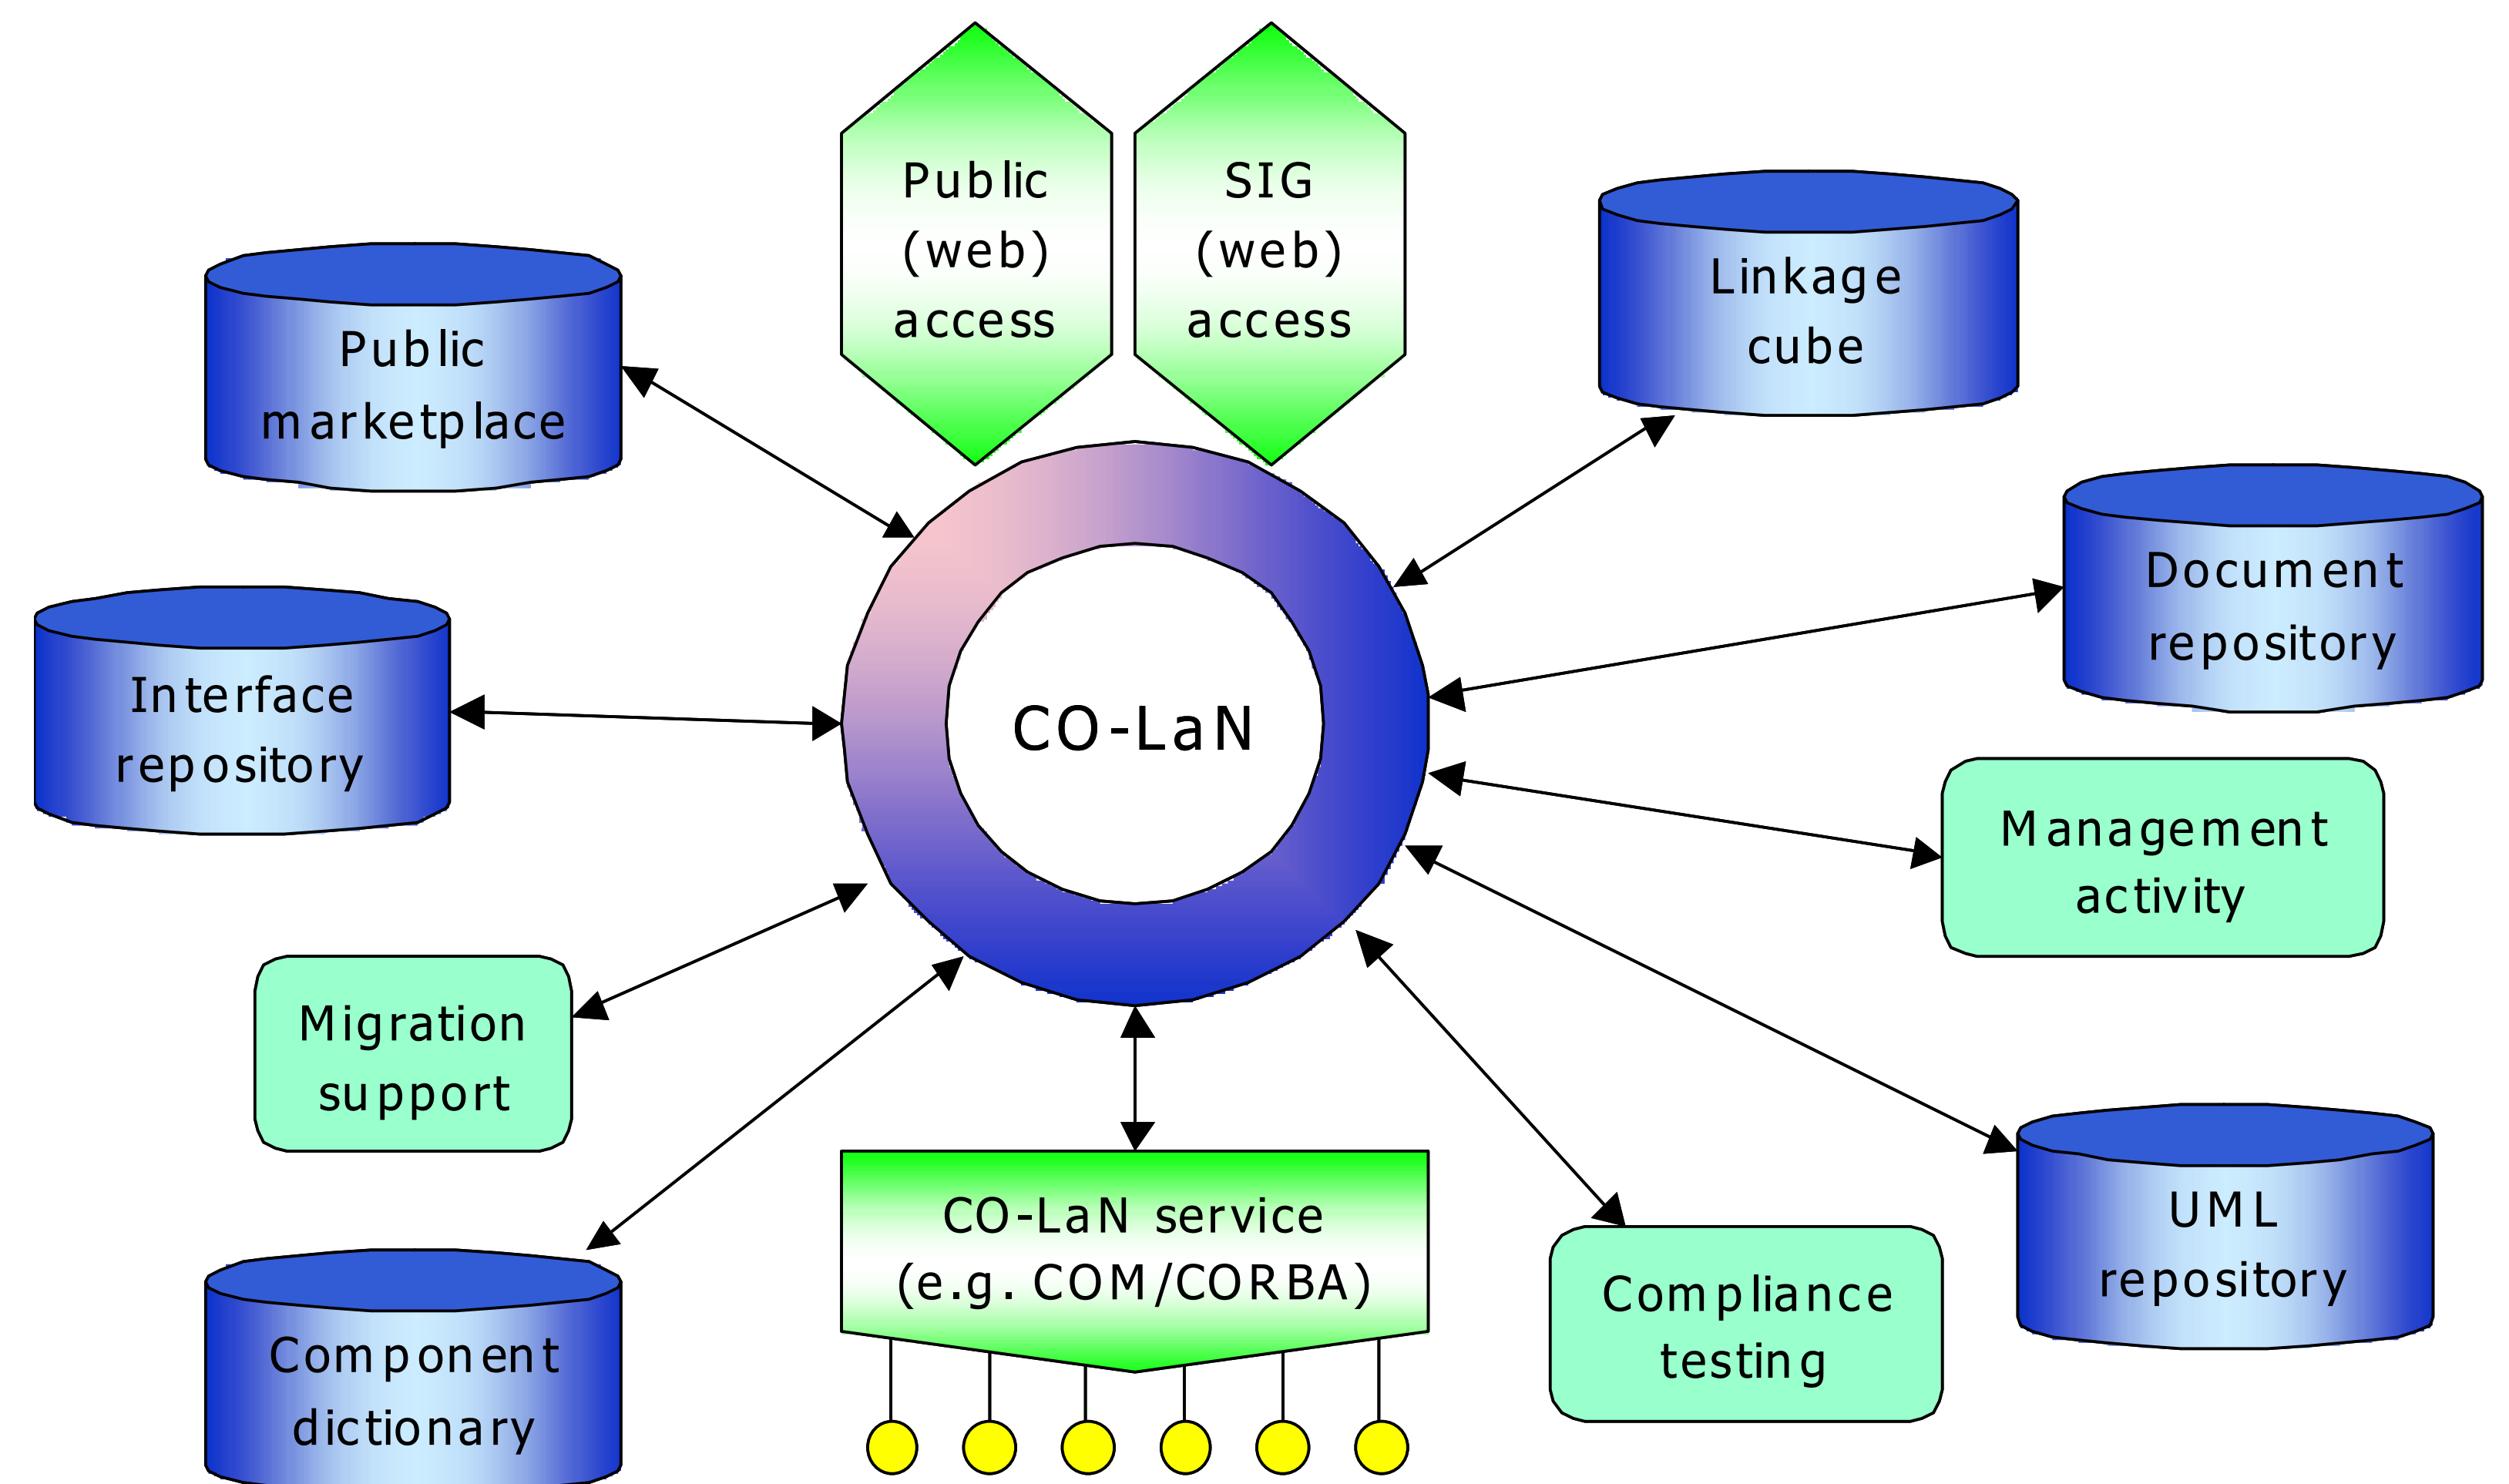 Public
(web)
access
SIG
(web)
access
Linkage
cube
Public
marketplace
Document
repository
Interface
repository
CO-LaN
Management
activity
Migration
support
CO-LaN service
(e.g. COM/CORBA)
UML
repository
Compliance
testing
Component
dictionary